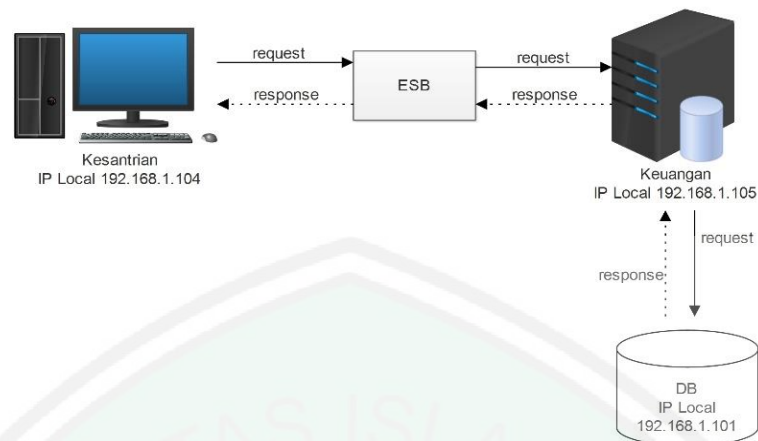 request
request
ESB
response
response
Kesantrian
IP Local 192.168.1.104
Keuangan
IP Local 192.168.1.105
request
response
DB
IP Local
192.168.1.101